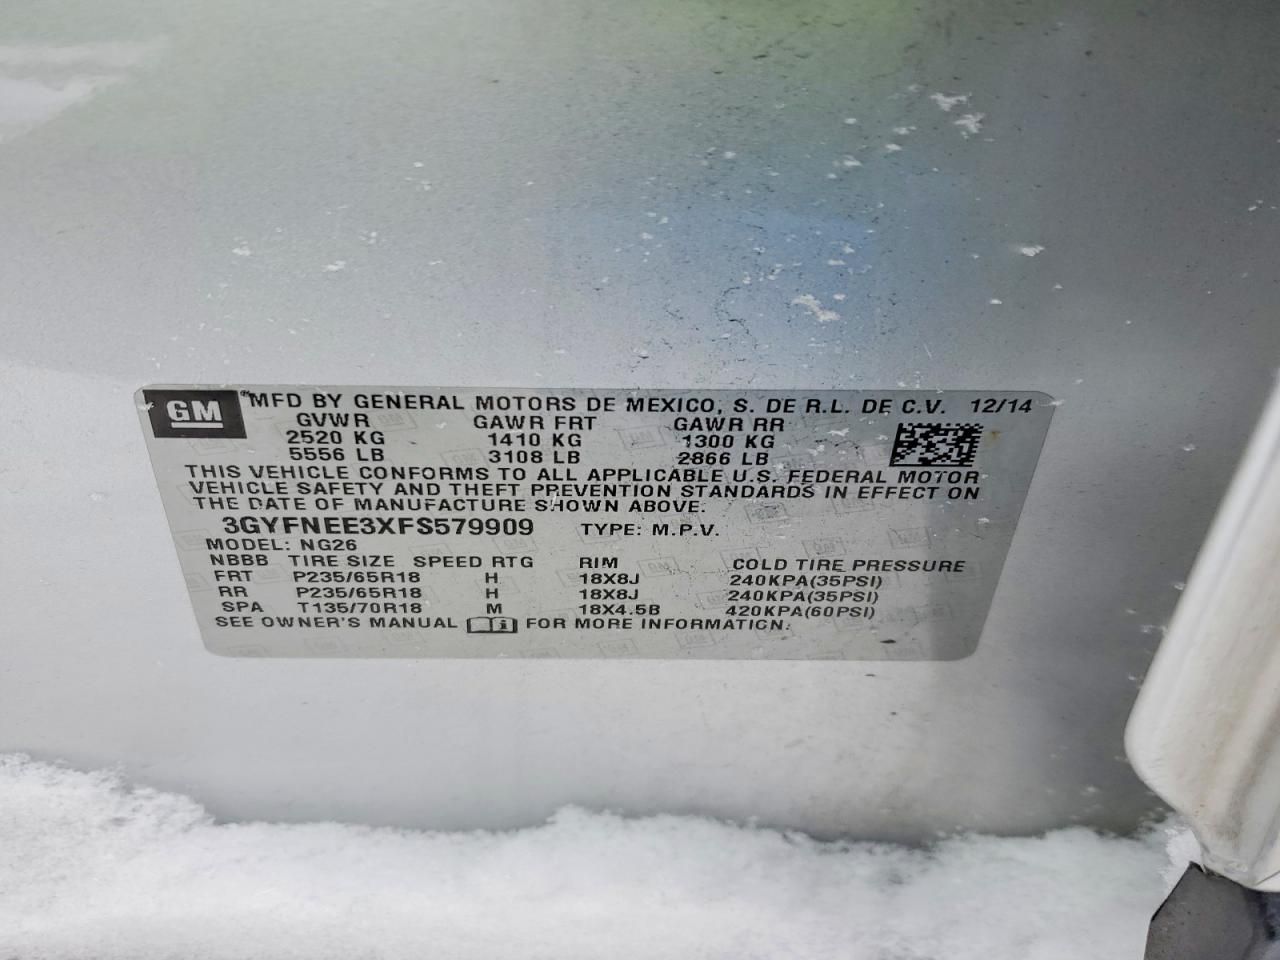 GM MFD BY GENERAL MOTORS DE MEXICO, S. DE R.L. DE C.V. 12/14
GVWR GAWR FRT GAWR RR
2520 KG 1410 KG 1300 KG
5556 LB 3108 LB 2866 LB
THIS VEHICLE CONFORMS TO ALL APPLICABLE U.S. FEDERAL MOTOR
VEHICLE SAFETY AND THEFT PREVENTION STANDARDS IN EFFECT ON
THE DATE OF MANUFACTURE SHOWN ABOVE.
3GYFNEE3XFS579909 TYPE: M.P.V.
MODEL: NG26
NBBB TIRE SIZE SPEED RTG RIM COLD TIRE PRESSURE
FRT P235/65R18 H 18X8J 240KPA(35PSI)
RR P235/65R18 H 18X8J 240KPA(35PSI)
SPA T135/70R18 M 18X4.5B 420KPA(60PSI)
SEE OWNER'S MANUAL FOR MORE INFORMATION.